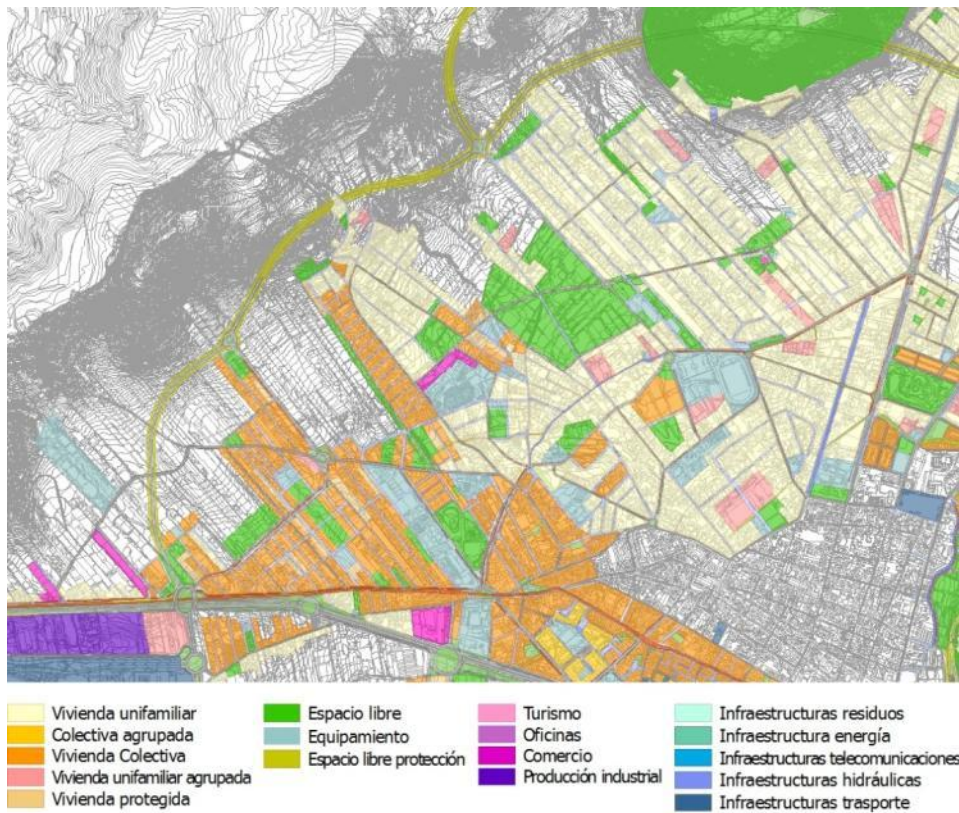 Vivienda unifamiliar
Colectiva agrupada
Vivienda Colectiva
Vivienda unifamiliar agrupada
Vivienda protegida
Espacio libre
Equipamiento
Espacio libre protección
Turismo
Oficinas
Comercio
Producción industrial
Infraestructuras residuos
Infraestructura energía
Infraestructuras telecomunicaciones
Infraestructuras hidráulicas
Infraestructuras trasporte